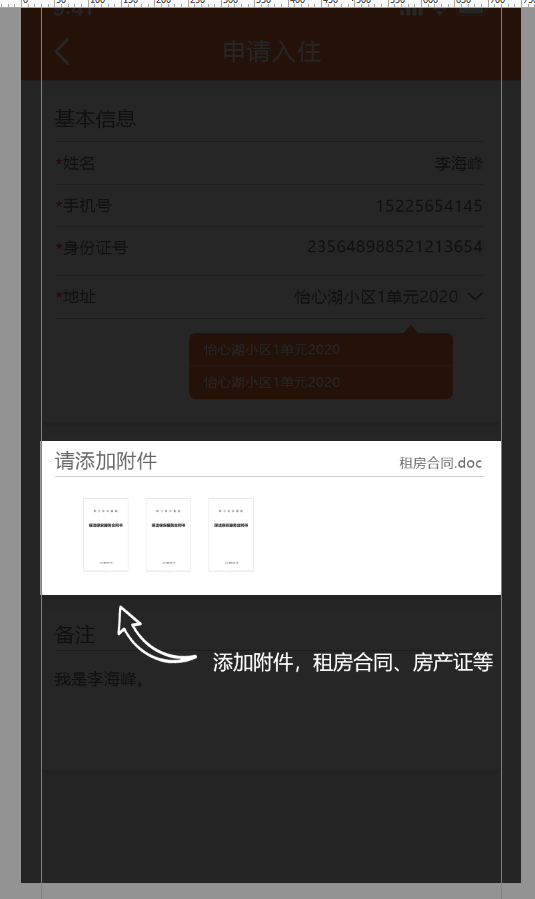 申请入住
基本信息
*姓名 李海峰
*手机号 15225654145
*身份证号 235648988521213654
*地址 怡心湖小区1单元2020
怡心湖小区1单元2020
怡心湖小区1单元2020
请添加附件 租房合同.doc
备注
添加附件，租房合同、房产证等
我是李海峰。